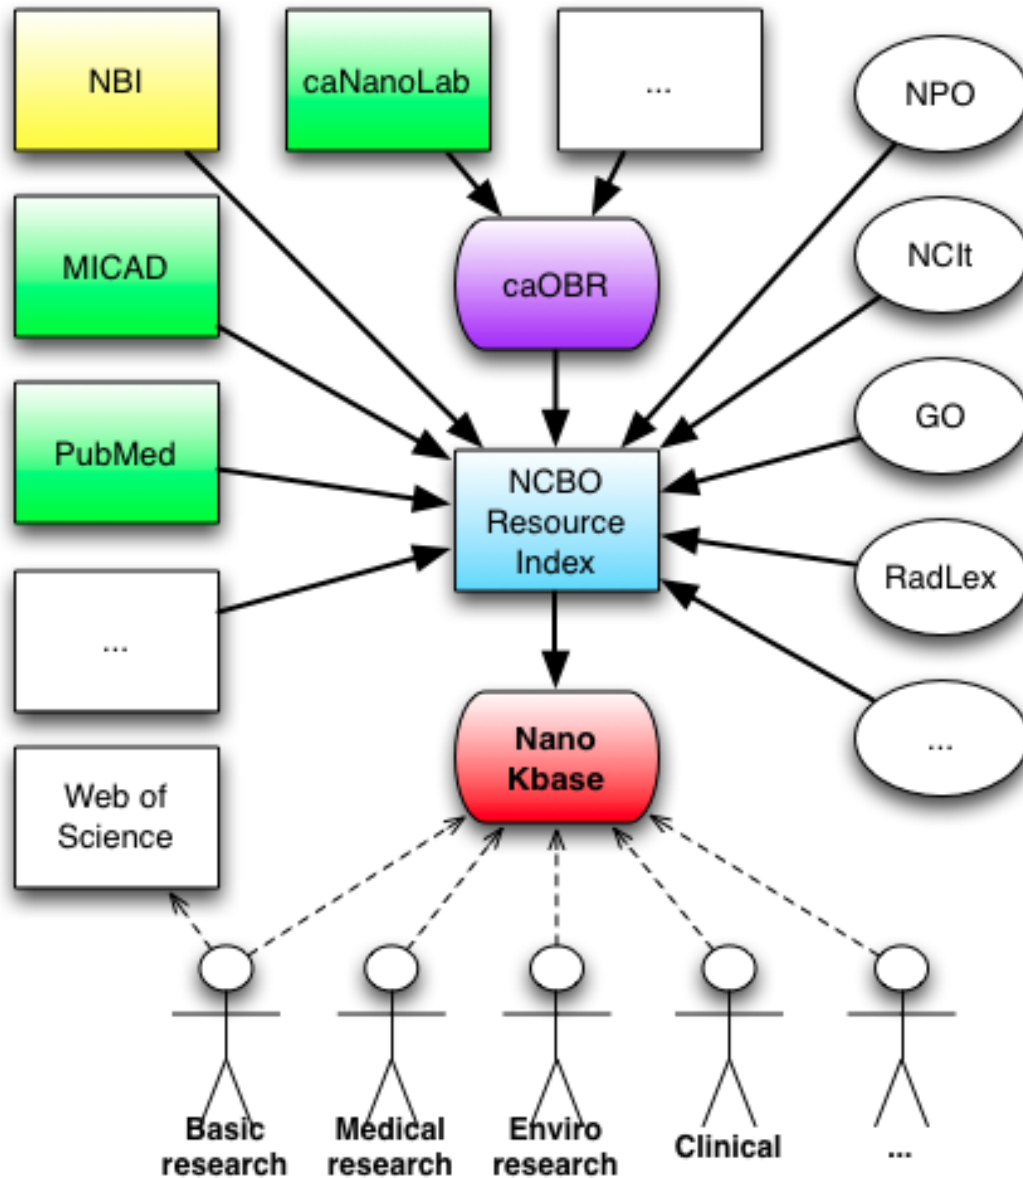 NBI
caNanoLab
...
NPO
MICAD
caOBR
NCIt
PubMed
GO
NCBO
Resource
Index
RadLex
...
Nano
Kbase
...
Web of
Science
Basic
research
Medical
research
Enviro
research
Clinical
...